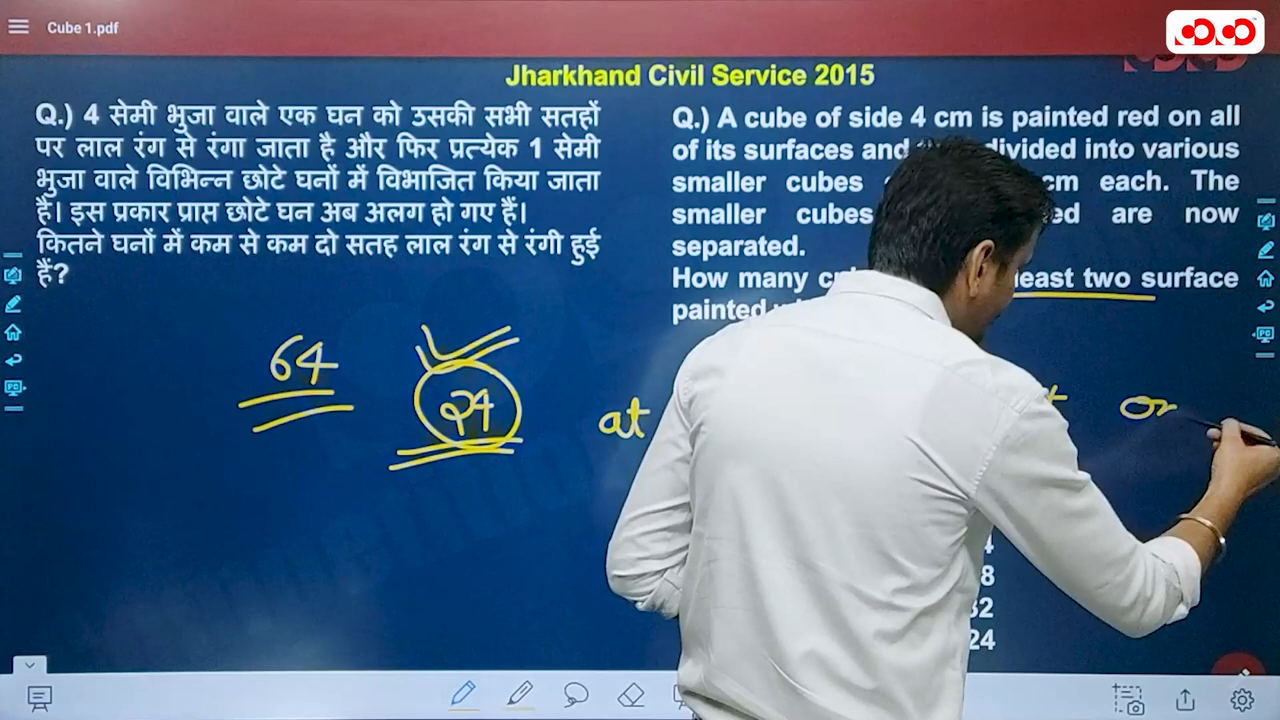 Cube 1.pdf
Jharkhand Civil Service 2015
Q.) 4 सेमी भुजा वाले एक घन को उसकी सभी सतहों
पर लाल रंग से रंगा जाता है और फिर प्रत्येक 1 सेमी
भुजा वाले विभिन्न छोटे घनों में विभाजित किया जाता
है। इस प्रकार प्राप्त छोटे घन अब अलग हो गए हैं।
कितने घनों में कम से कम दो सतह लाल रंग से रंगी हुई
हैं?
Q.) A cube of side 4 cm is painted red on all
of its surfaces and divided into various
smaller cubes cm each. The
smaller cubes are now
separated.
How many least two surface
painted
64
24
at
or
8
24